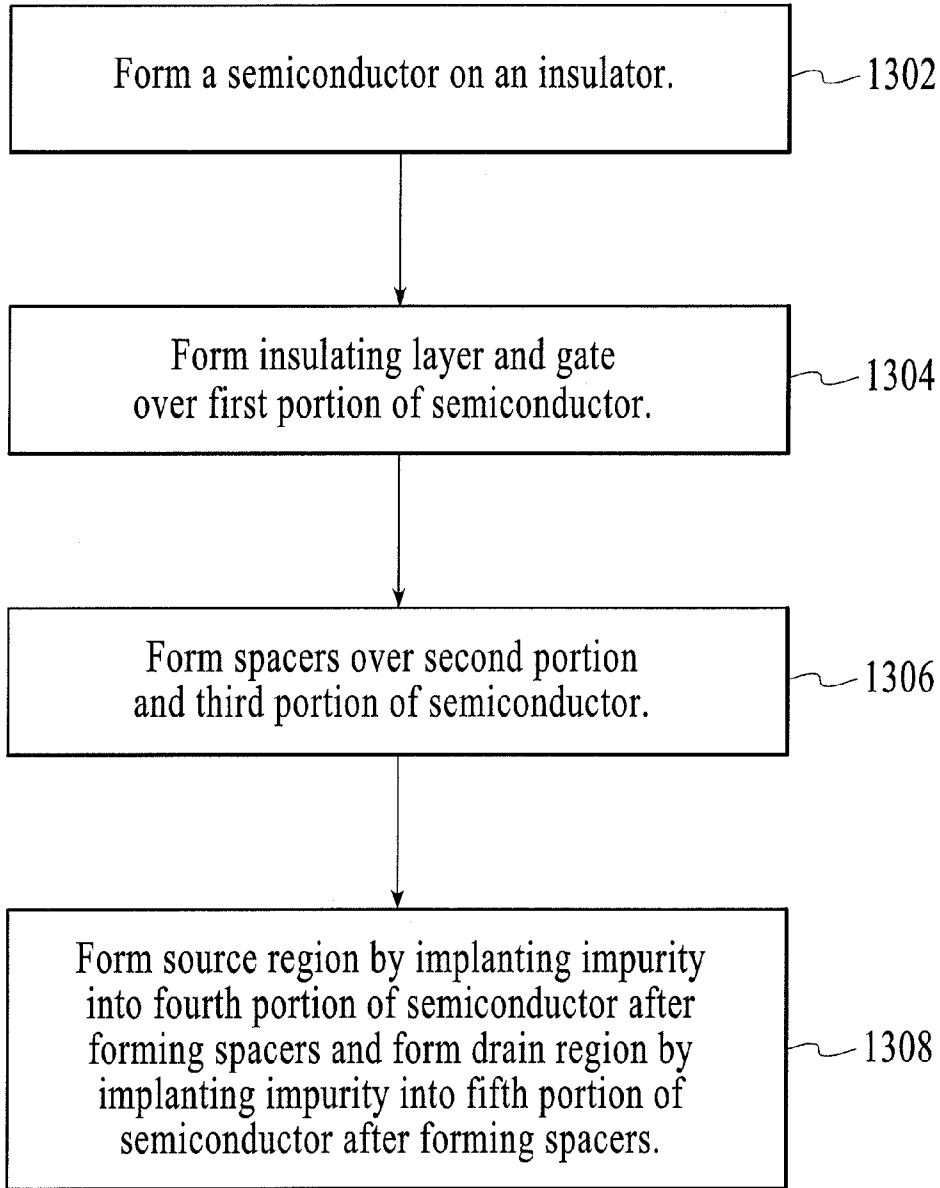 Form a semiconductor on an insulator.
1302
Form insulating layer and gate
over first portion of semiconductor.
1304
Form spacers over second portion
and third portion of semiconductor.
1306
Form source region by implanting impurity
into fourth portion of semiconductor after
forming spacers and form drain region by
implanting impurity into fifth portion of
semiconductor after forming spacers.
1308